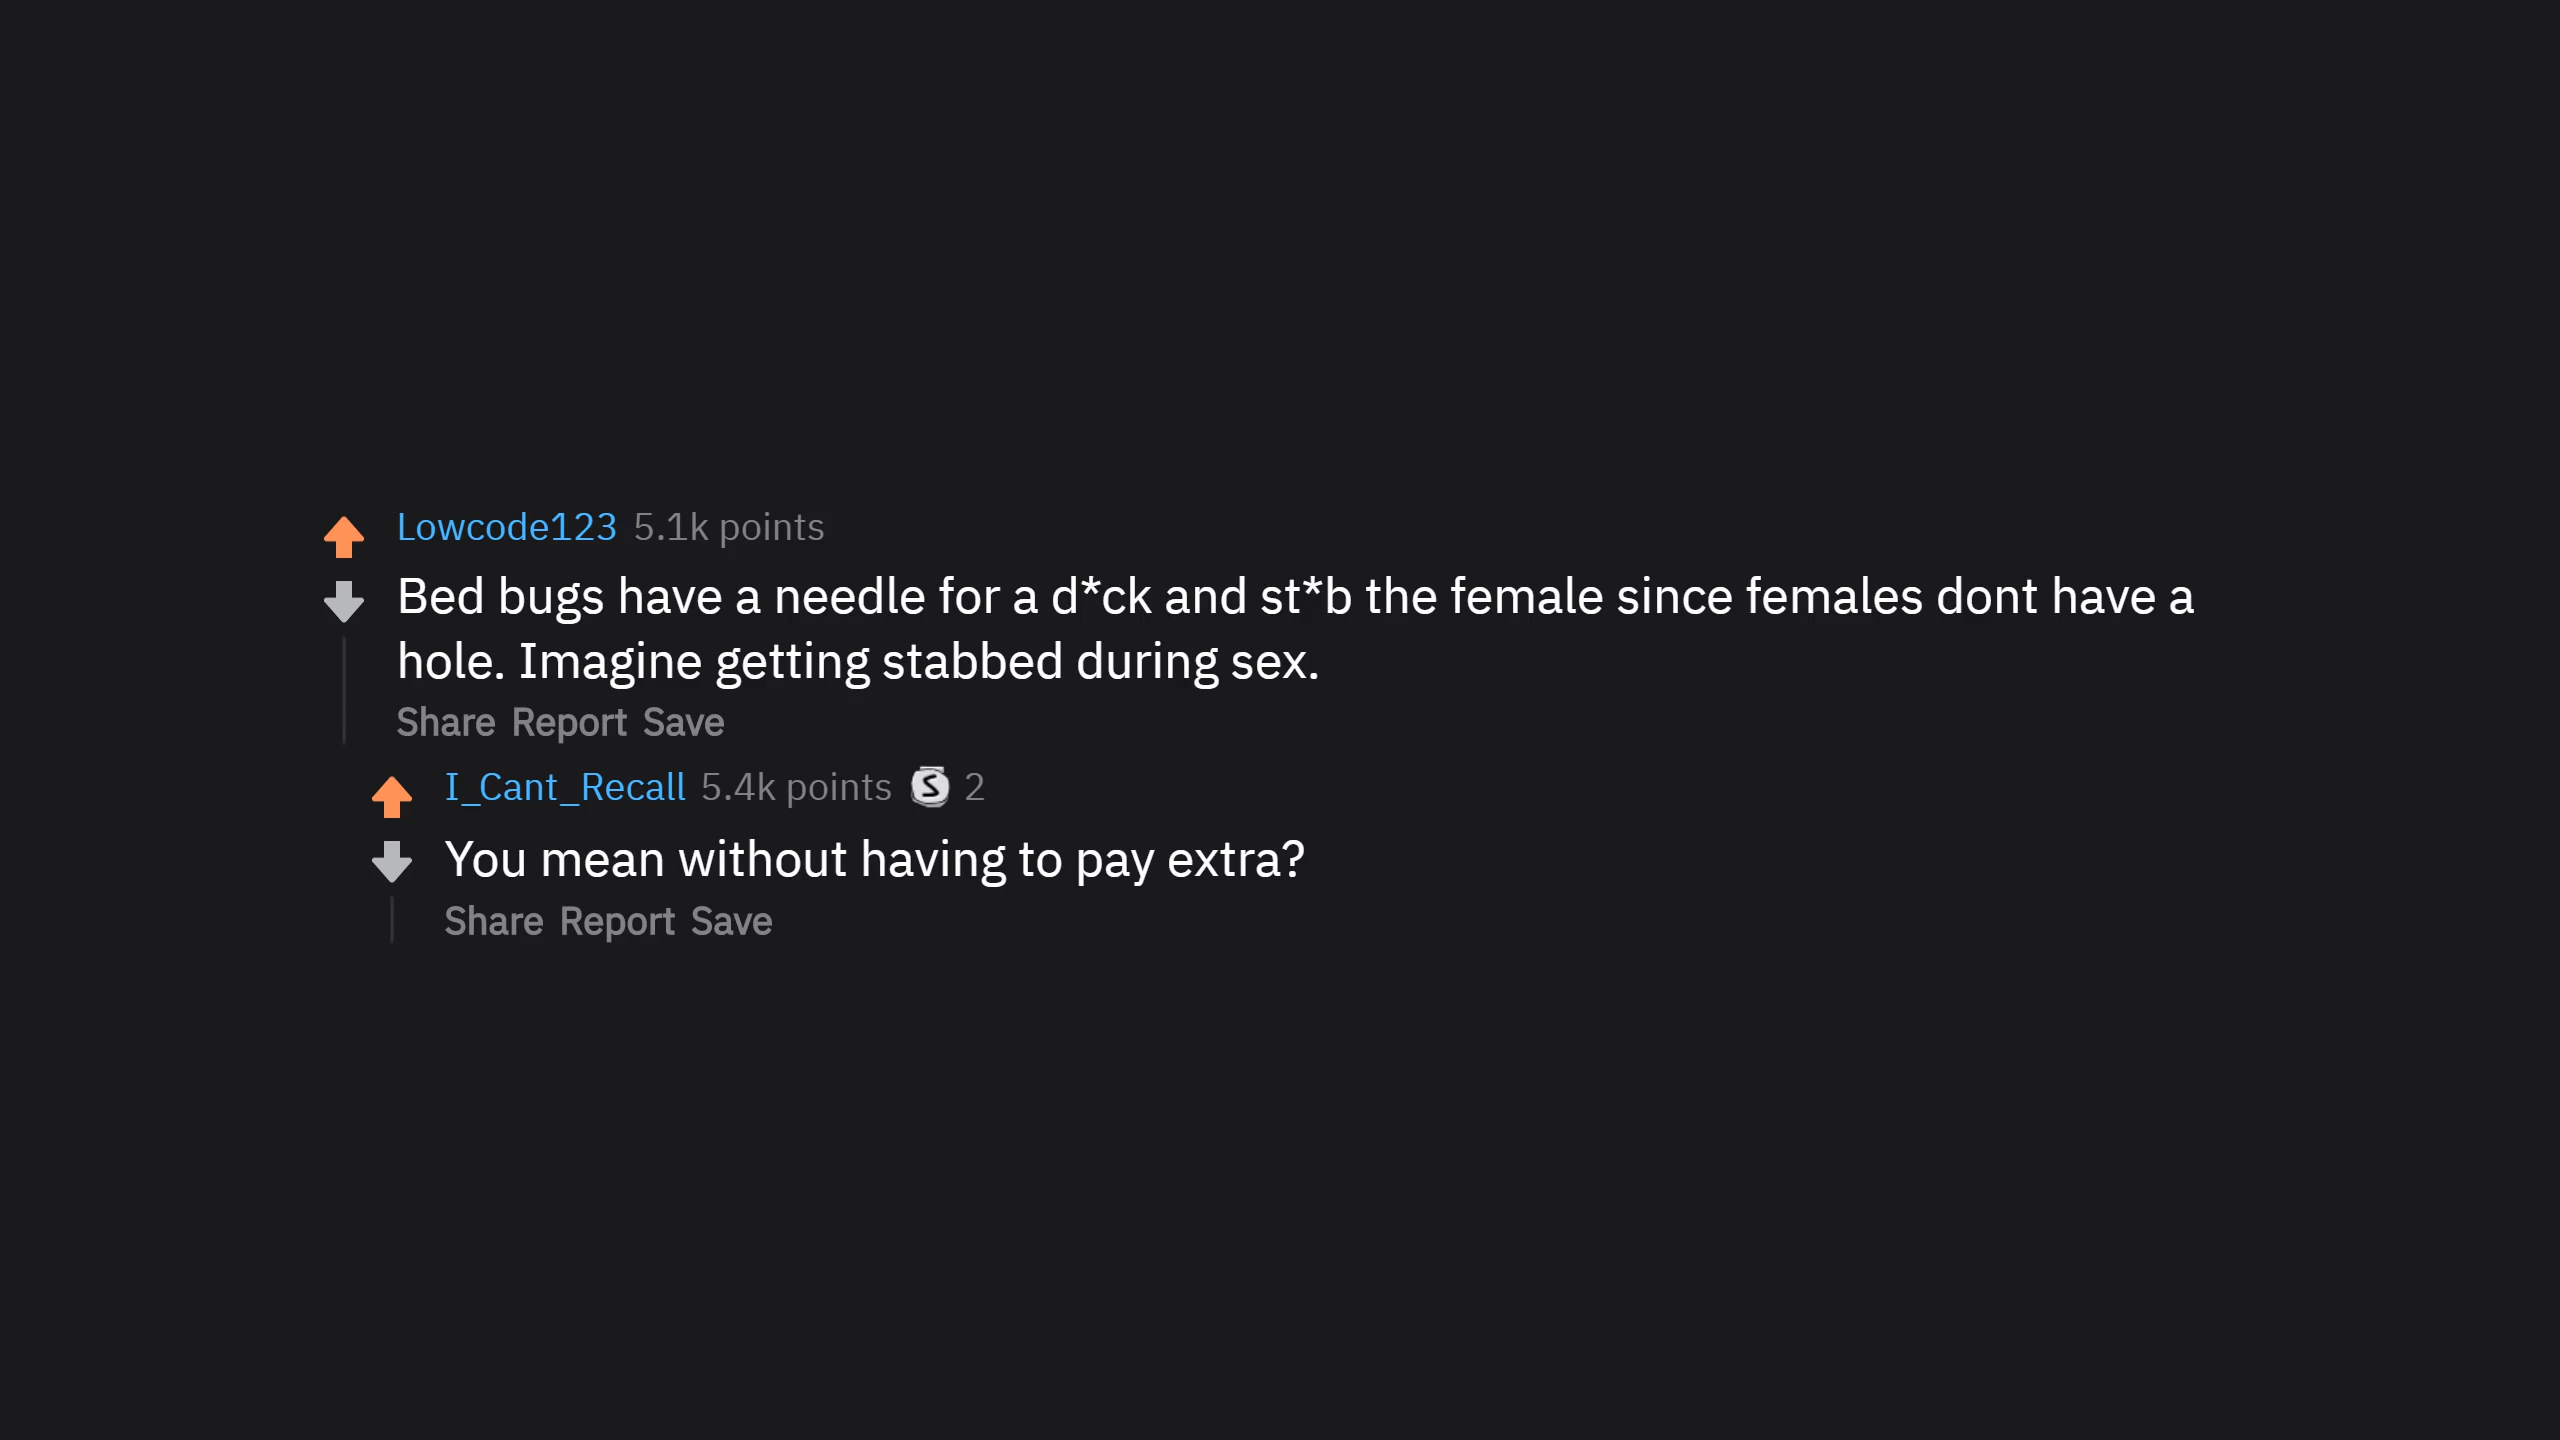 Lowcode123 5.1k points
Bed bugs have a needle for a d*ck and st*b the female since females dont have a
hole. Imagine getting stabbed during sex.
Share Report Save
I_Cant_Recall 5.4k points S 2
You mean without having to pay extra?
Share Report Save